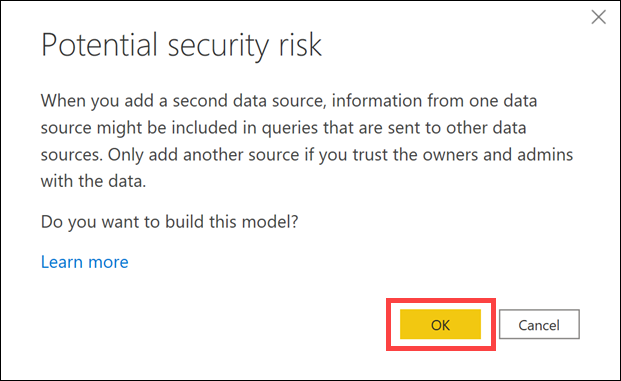 Potential security risk
When you add a second data source, information from one data
source might be included in queries that are sent to other data
sources. Only add another source if you trust the owners and admins
with the data.
Do you want to build this model?
Learn more
OK
Cancel